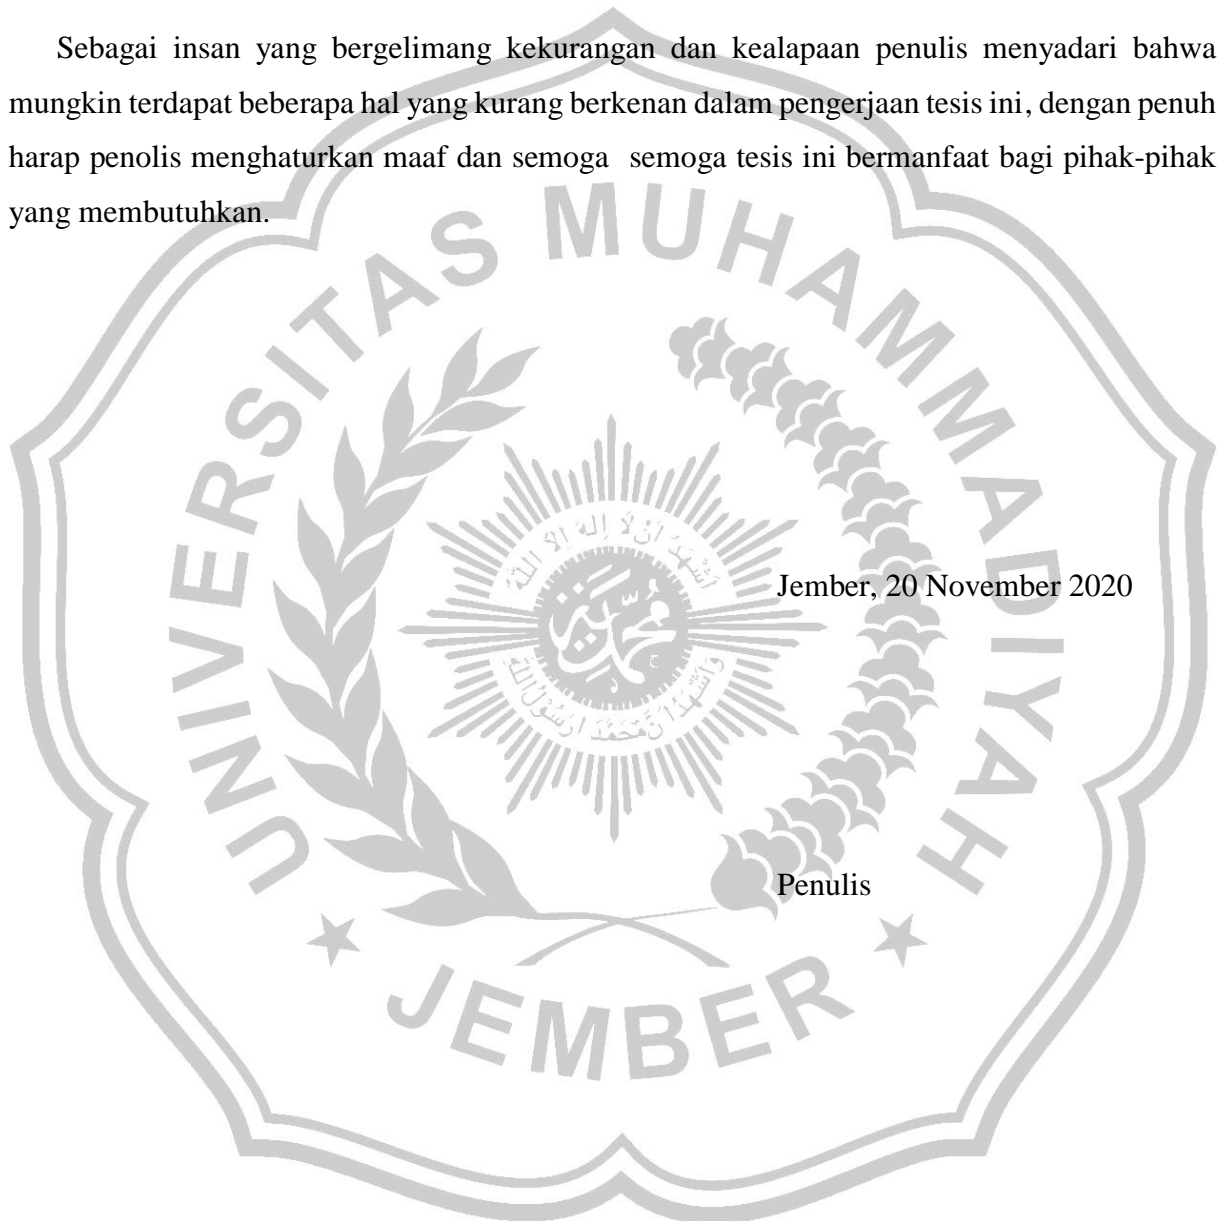 Sebagai insan yang bergelimang kekurangan dan kealapaan penulis menyadari bahwa
mungkin terdapat beberapa hal yang kurang berkenan dalam pengerjaan tesis ini, dengan penuh
harap penolis menghaturkan maaf dan semoga  semoga tesis ini bermanfaat bagi pihak-pihak
yang membutuhkan.
UNIVERSITAS MUHAMMADIYAH
Jember, 20 November 2020
Penulis
JEMBER